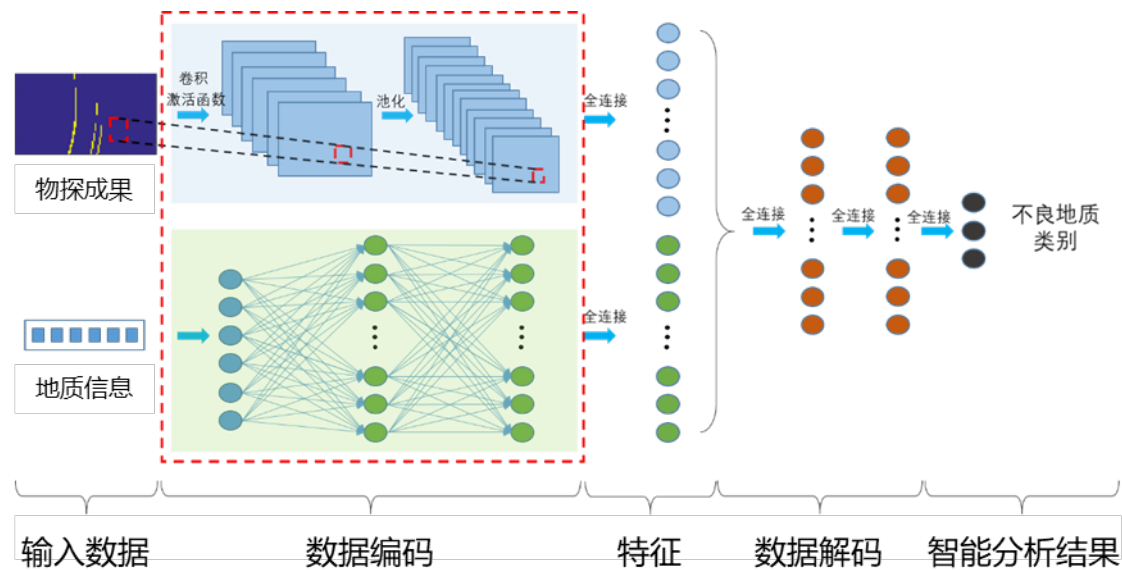 卷积
激活函数
池化
全连接
物探成果
全连接
全连接
全连接
不良地质
类别
全连接
地质信息
输入数据
数据编码
特征
数据解码
智能分析结果